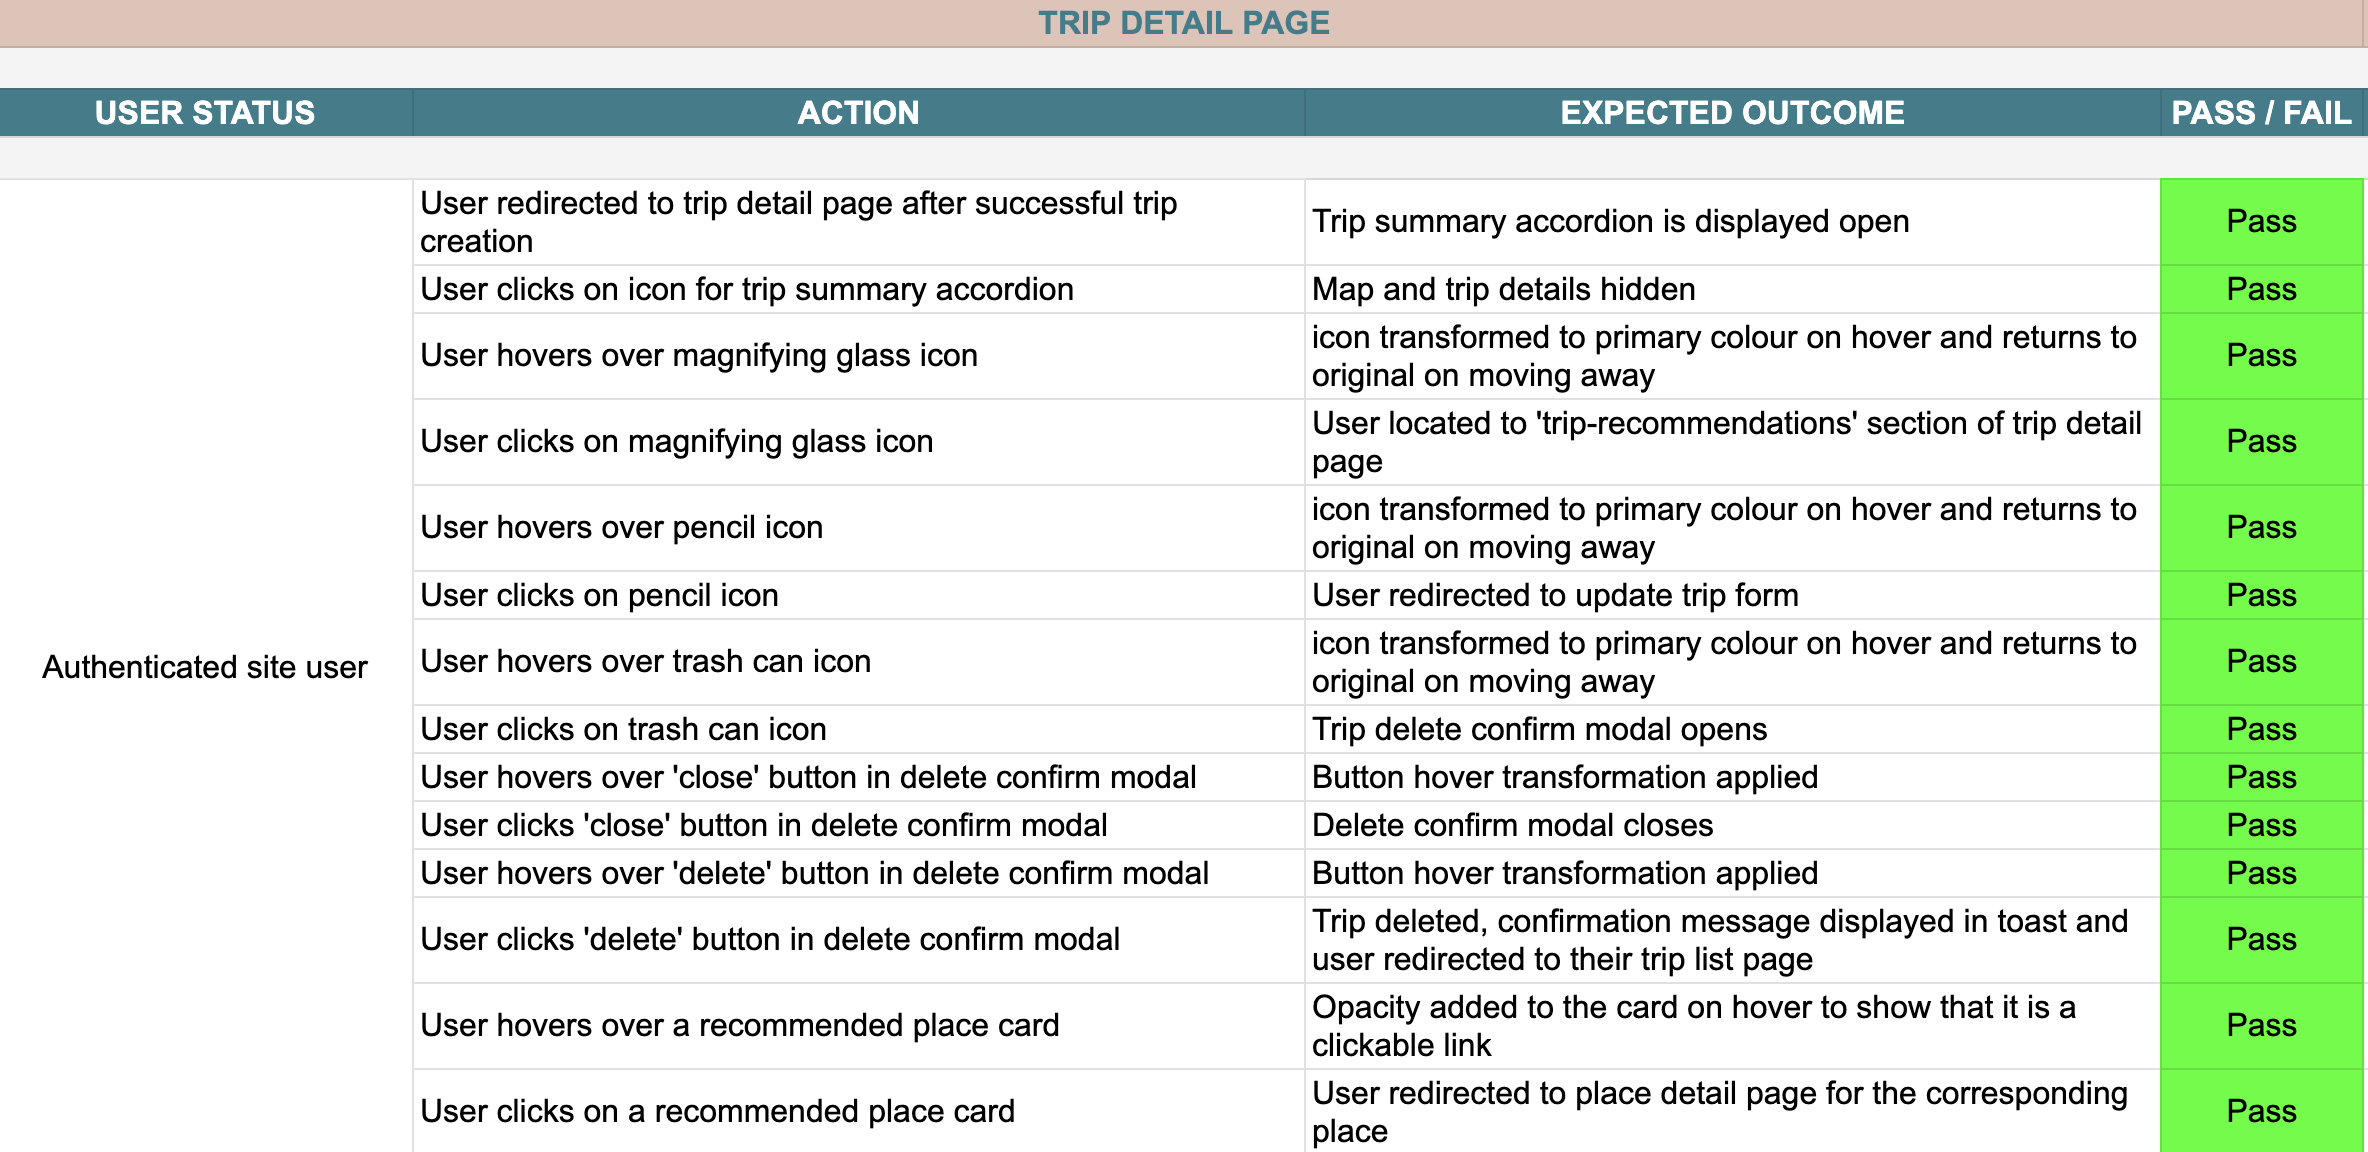 TRIP DETAIL PAGE
USER STATUS
ACTION
EXPECTED OUTCOME
PASS / FAIL
Authenticated site user
User redirected to trip detail page after successful trip
creation
Trip summary accordion is displayed open
Pass
User clicks on icon for trip summary accordion
Map and trip details hidden
Pass
User hovers over magnifying glass icon
icon transformed to primary colour on hover and returns to
original on moving away
Pass
User clicks on magnifying glass icon
User located to 'trip-recommendations' section of trip detail
page
Pass
User hovers over pencil icon
icon transformed to primary colour on hover and returns to
original on moving away
Pass
User clicks on pencil icon
User redirected to update trip form
Pass
User hovers over trash can icon
icon transformed to primary colour on hover and returns to
original on moving away
Pass
User clicks on trash can icon
Trip delete confirm modal opens
Pass
User hovers over 'close' button in delete confirm modal
Button hover transformation applied
Pass
User clicks 'close' button in delete confirm modal
Delete confirm modal closes
Pass
User hovers over 'delete' button in delete confirm modal
Button hover transformation applied
Pass
User clicks 'delete' button in delete confirm modal
Trip deleted, confirmation message displayed in toast and
user redirected to their trip list page
Pass
User hovers over a recommended place card
Opacity added to the card on hover to show that it is a
clickable link
Pass
User clicks on a recommended place card
User redirected to place detail page for the corresponding
place
Pass